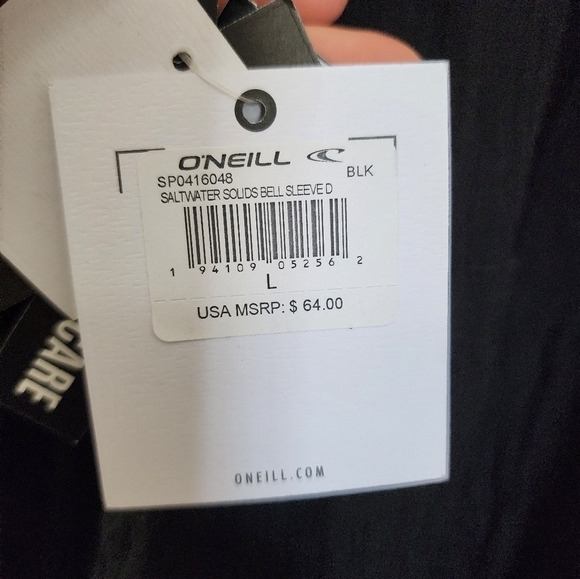 O'NEILL
SP0416048 BLK
SALTWATER SOLIDS BELL SLEEVE D
1 94109 05256 2
L
USA MSRP: $ 64.00
ONEILL.COM
CARE